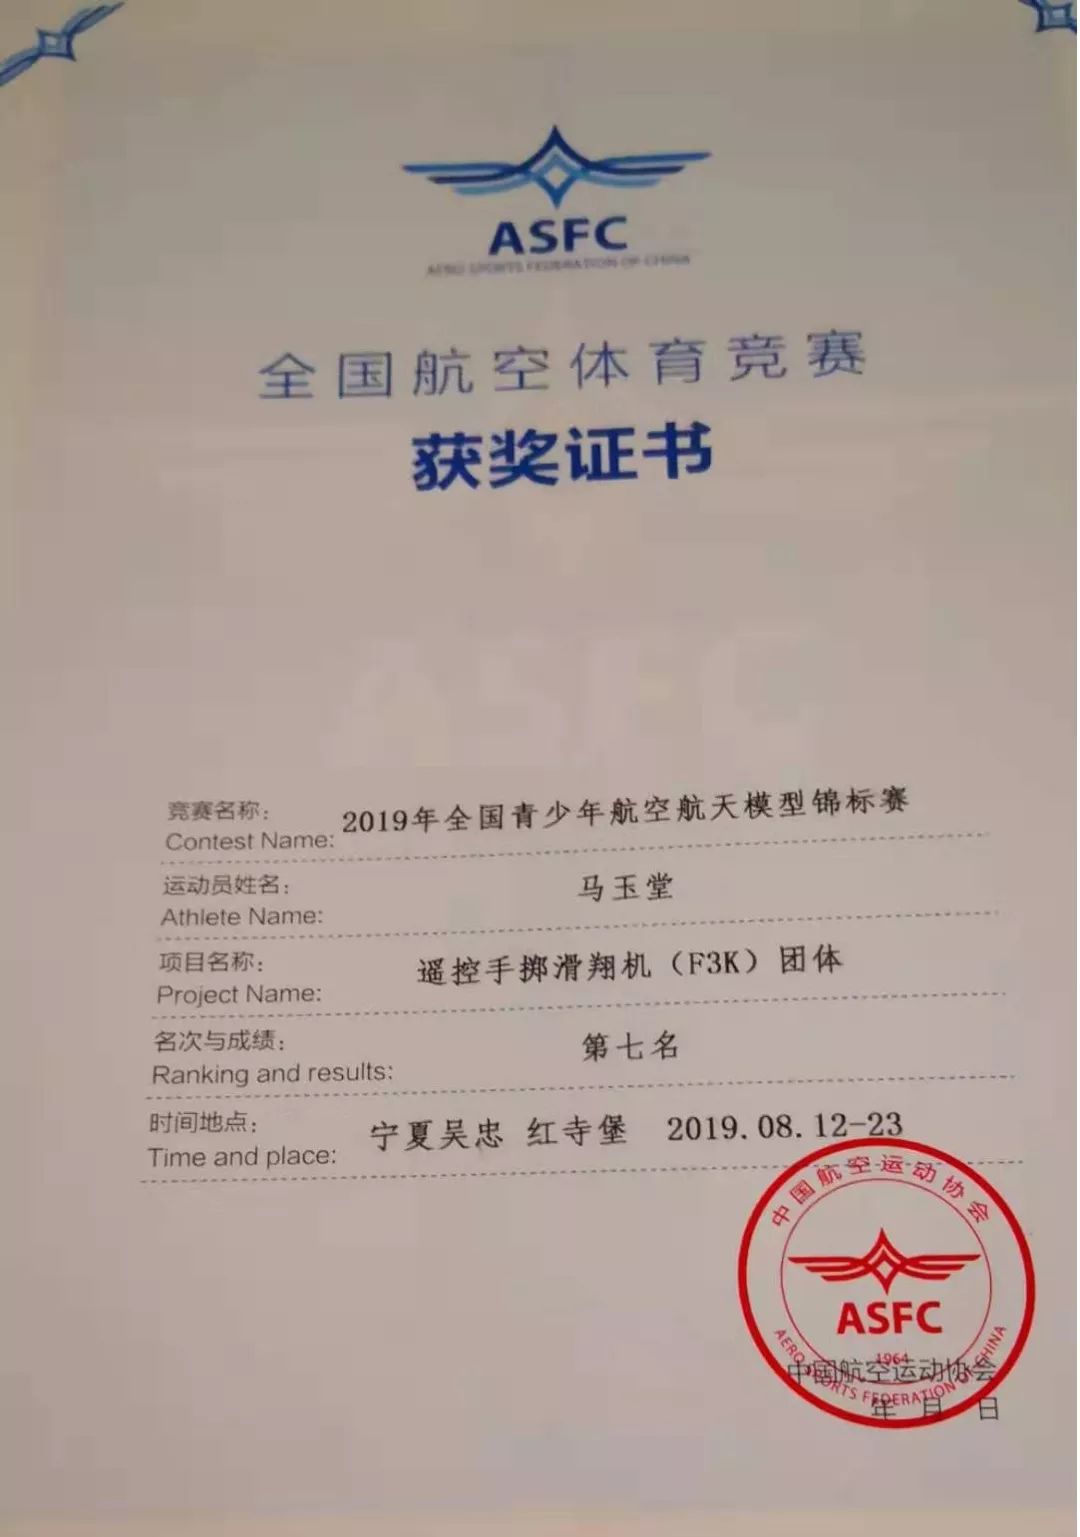 ASFC
AERO SPORTS FEDERATION OF CHINA
全国航空体育竞赛
获奖证书
ASFC
竞赛名称:
Contest Name:
2019年全国青少年航空航天模型锦标赛
运动员姓名:
Athlete Name:
马玉堂
项目名称:
Project Name:
遥控手掷滑翔机（F3K）团体
名次与成绩:
Ranking and results:
第七名
时间地点:
Time and place:
宁夏吴忠 红寺堡 2019.08.12-23
中国航空运动协会
ASFC
1964
AERO SPORTS FEDERATION OF CHINA
中国航空运动协会
年 月 日